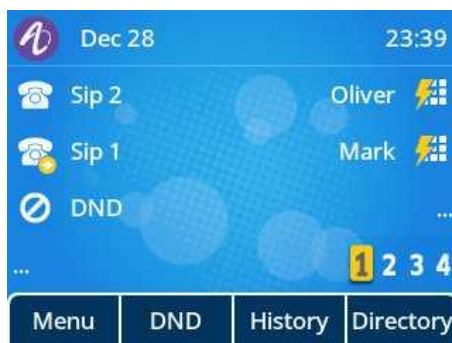 Dec 28 23:39
Sip 2 Oliver
Sip 1 Mark
DND
...
... 1 2 3 4
Menu DND History Directory